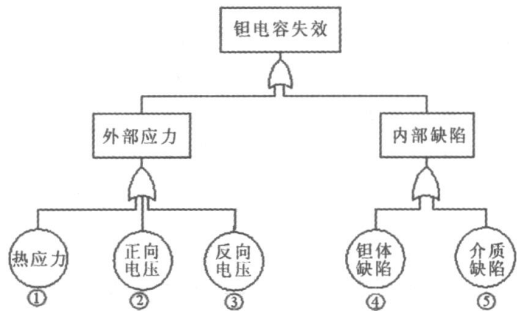 钽电容失效
外部应力
内部缺陷
热应力
正向
电压
反向
电压
钽体
缺陷
介质
缺陷
①
②
③
④
⑤